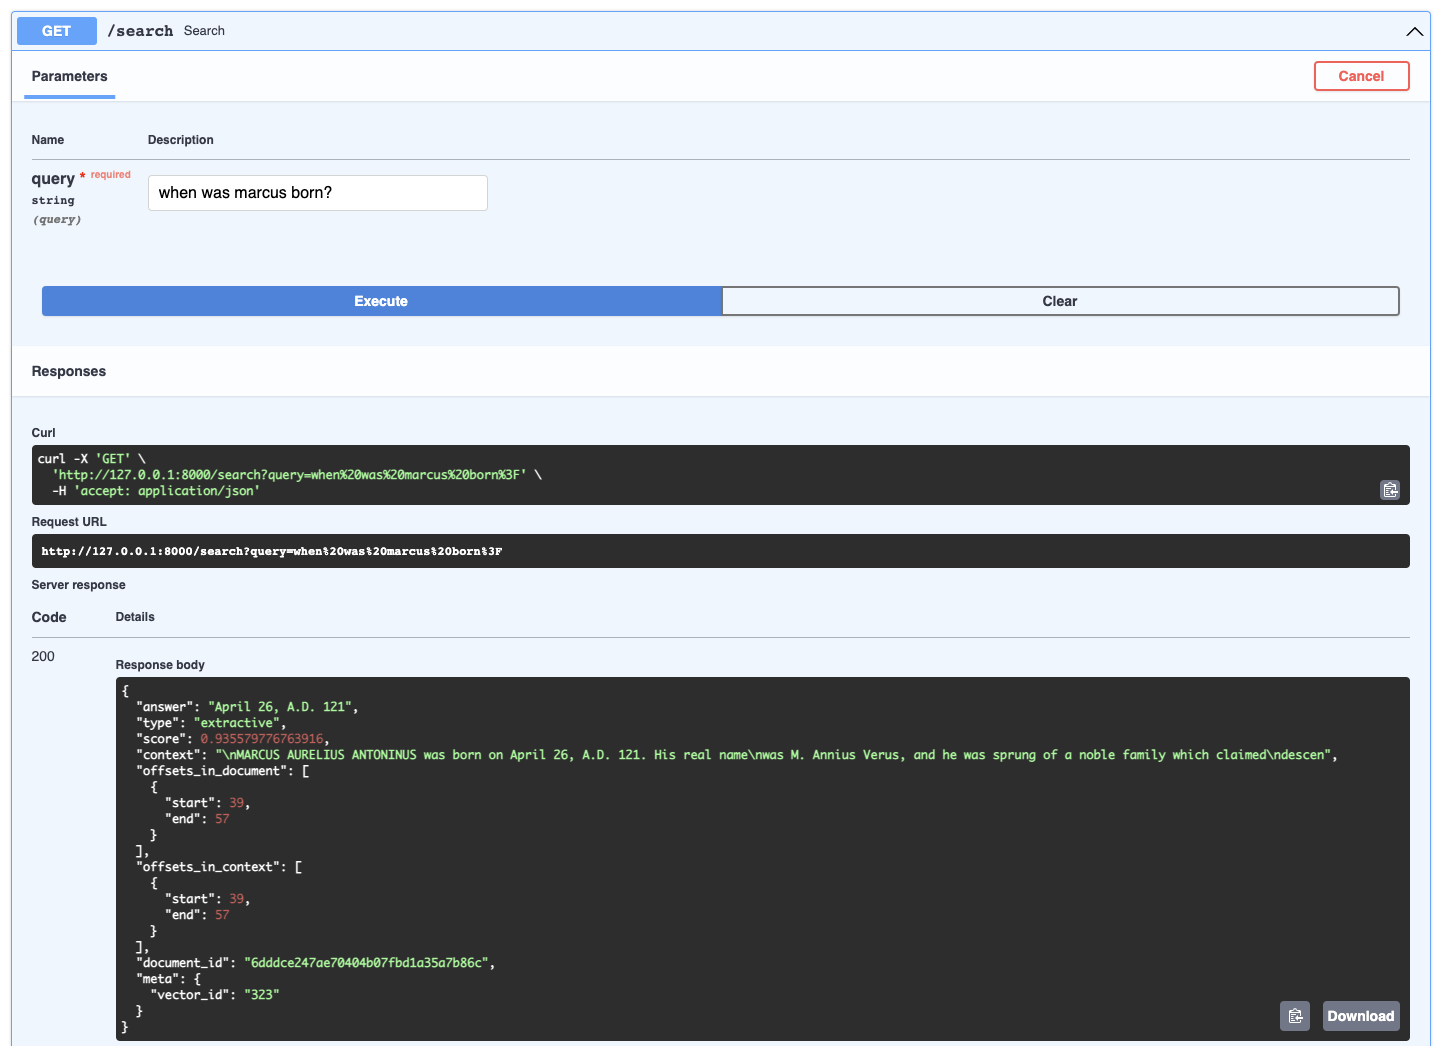 GET /search Search
Parameters
Cancel
Name Description
query * required
string
(query)
when was marcus born?
Execute
Clear
Responses
Curl
curl -X 'GET' \
  'http://127.0.0.1:8000/search?query=when%20was%20marcus%20born%3F' \
  -H 'accept: application/json'
Request URL
http://127.0.0.1:8000/search?query=when%20was%20marcus%20born%3F
Server response
Code Details
200
Response body
{
  "answer": "April 26, A.D. 121",
  "type": "extractive",
  "score": 0.935579776763916,
  "context": "\nMARCUS AURELIUS ANTONINUS was born on April 26, A.D. 121. His real name\nwas M. Annius Verus, and he was sprung of a noble family which claimed\ndescen",
  "offsets_in_document": [
    {
      "start": 39,
      "end": 57
    }
  ],
  "offsets_in_context": [
    {
      "start": 39,
      "end": 57
    }
  ],
  "document_id": "6dddce247ae70404b07fbd1a35a7b86c",
  "meta": {
    "vector_id": "323"
  }
}
Download